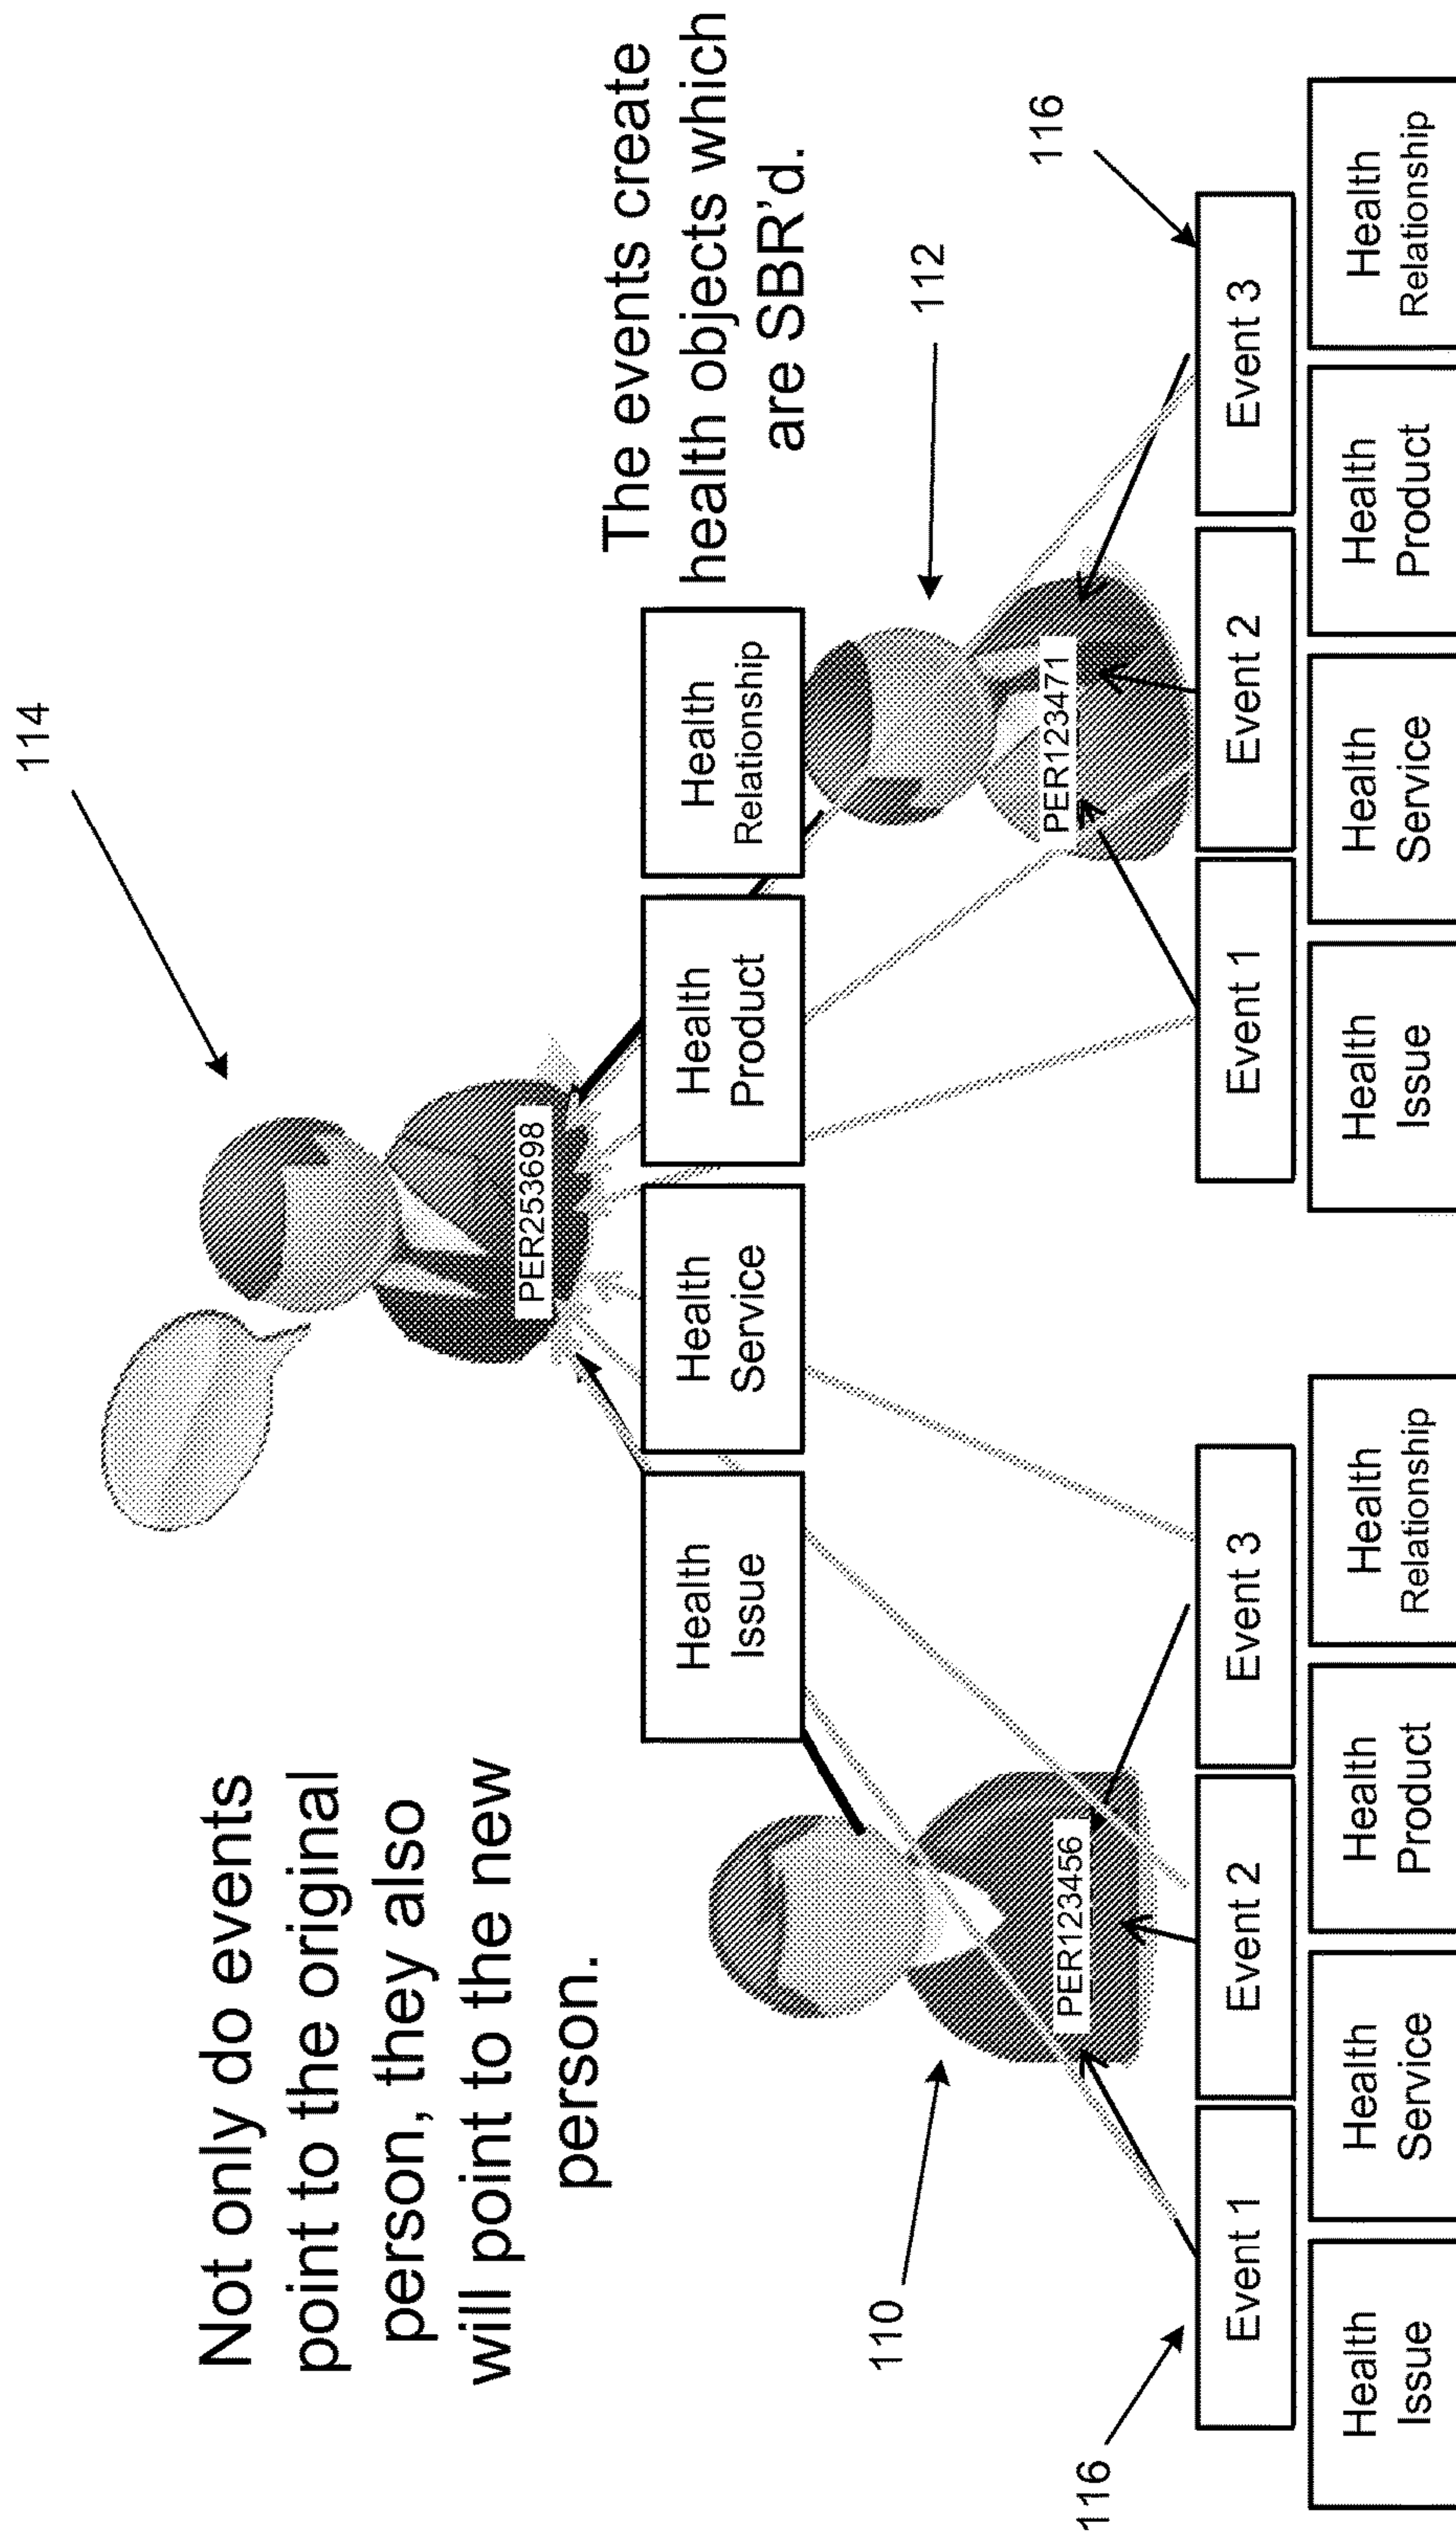 114
Not only do events
point to the original
person, they also
will point to the new
person.
PER253698
The events create
health objects which
are SBR'd.
Health
Issue
Health
Service
Health
Product
Health
Relationship
110
112
PER123456
PER123471
116
116
Event 1
Event 2
Event 3
Event 1
Event 2
Event 3
Health
Issue
Health
Service
Health
Product
Health
Relationship
Health
Issue
Health
Service
Health
Product
Health
Relationship